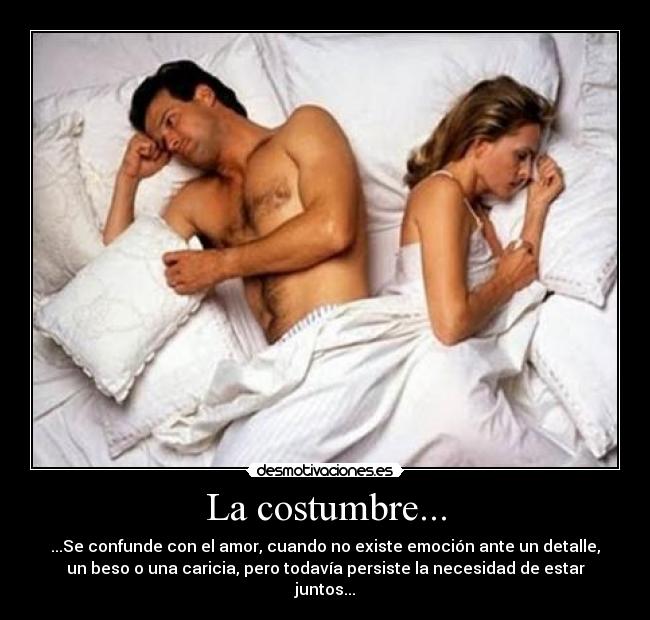 desmotivaciones.es
La costumbre...
...Se confunde con el amor, cuando no existe emoción ante un detalle,
un beso o una caricia, pero todavía persiste la necesidad de estar
juntos...